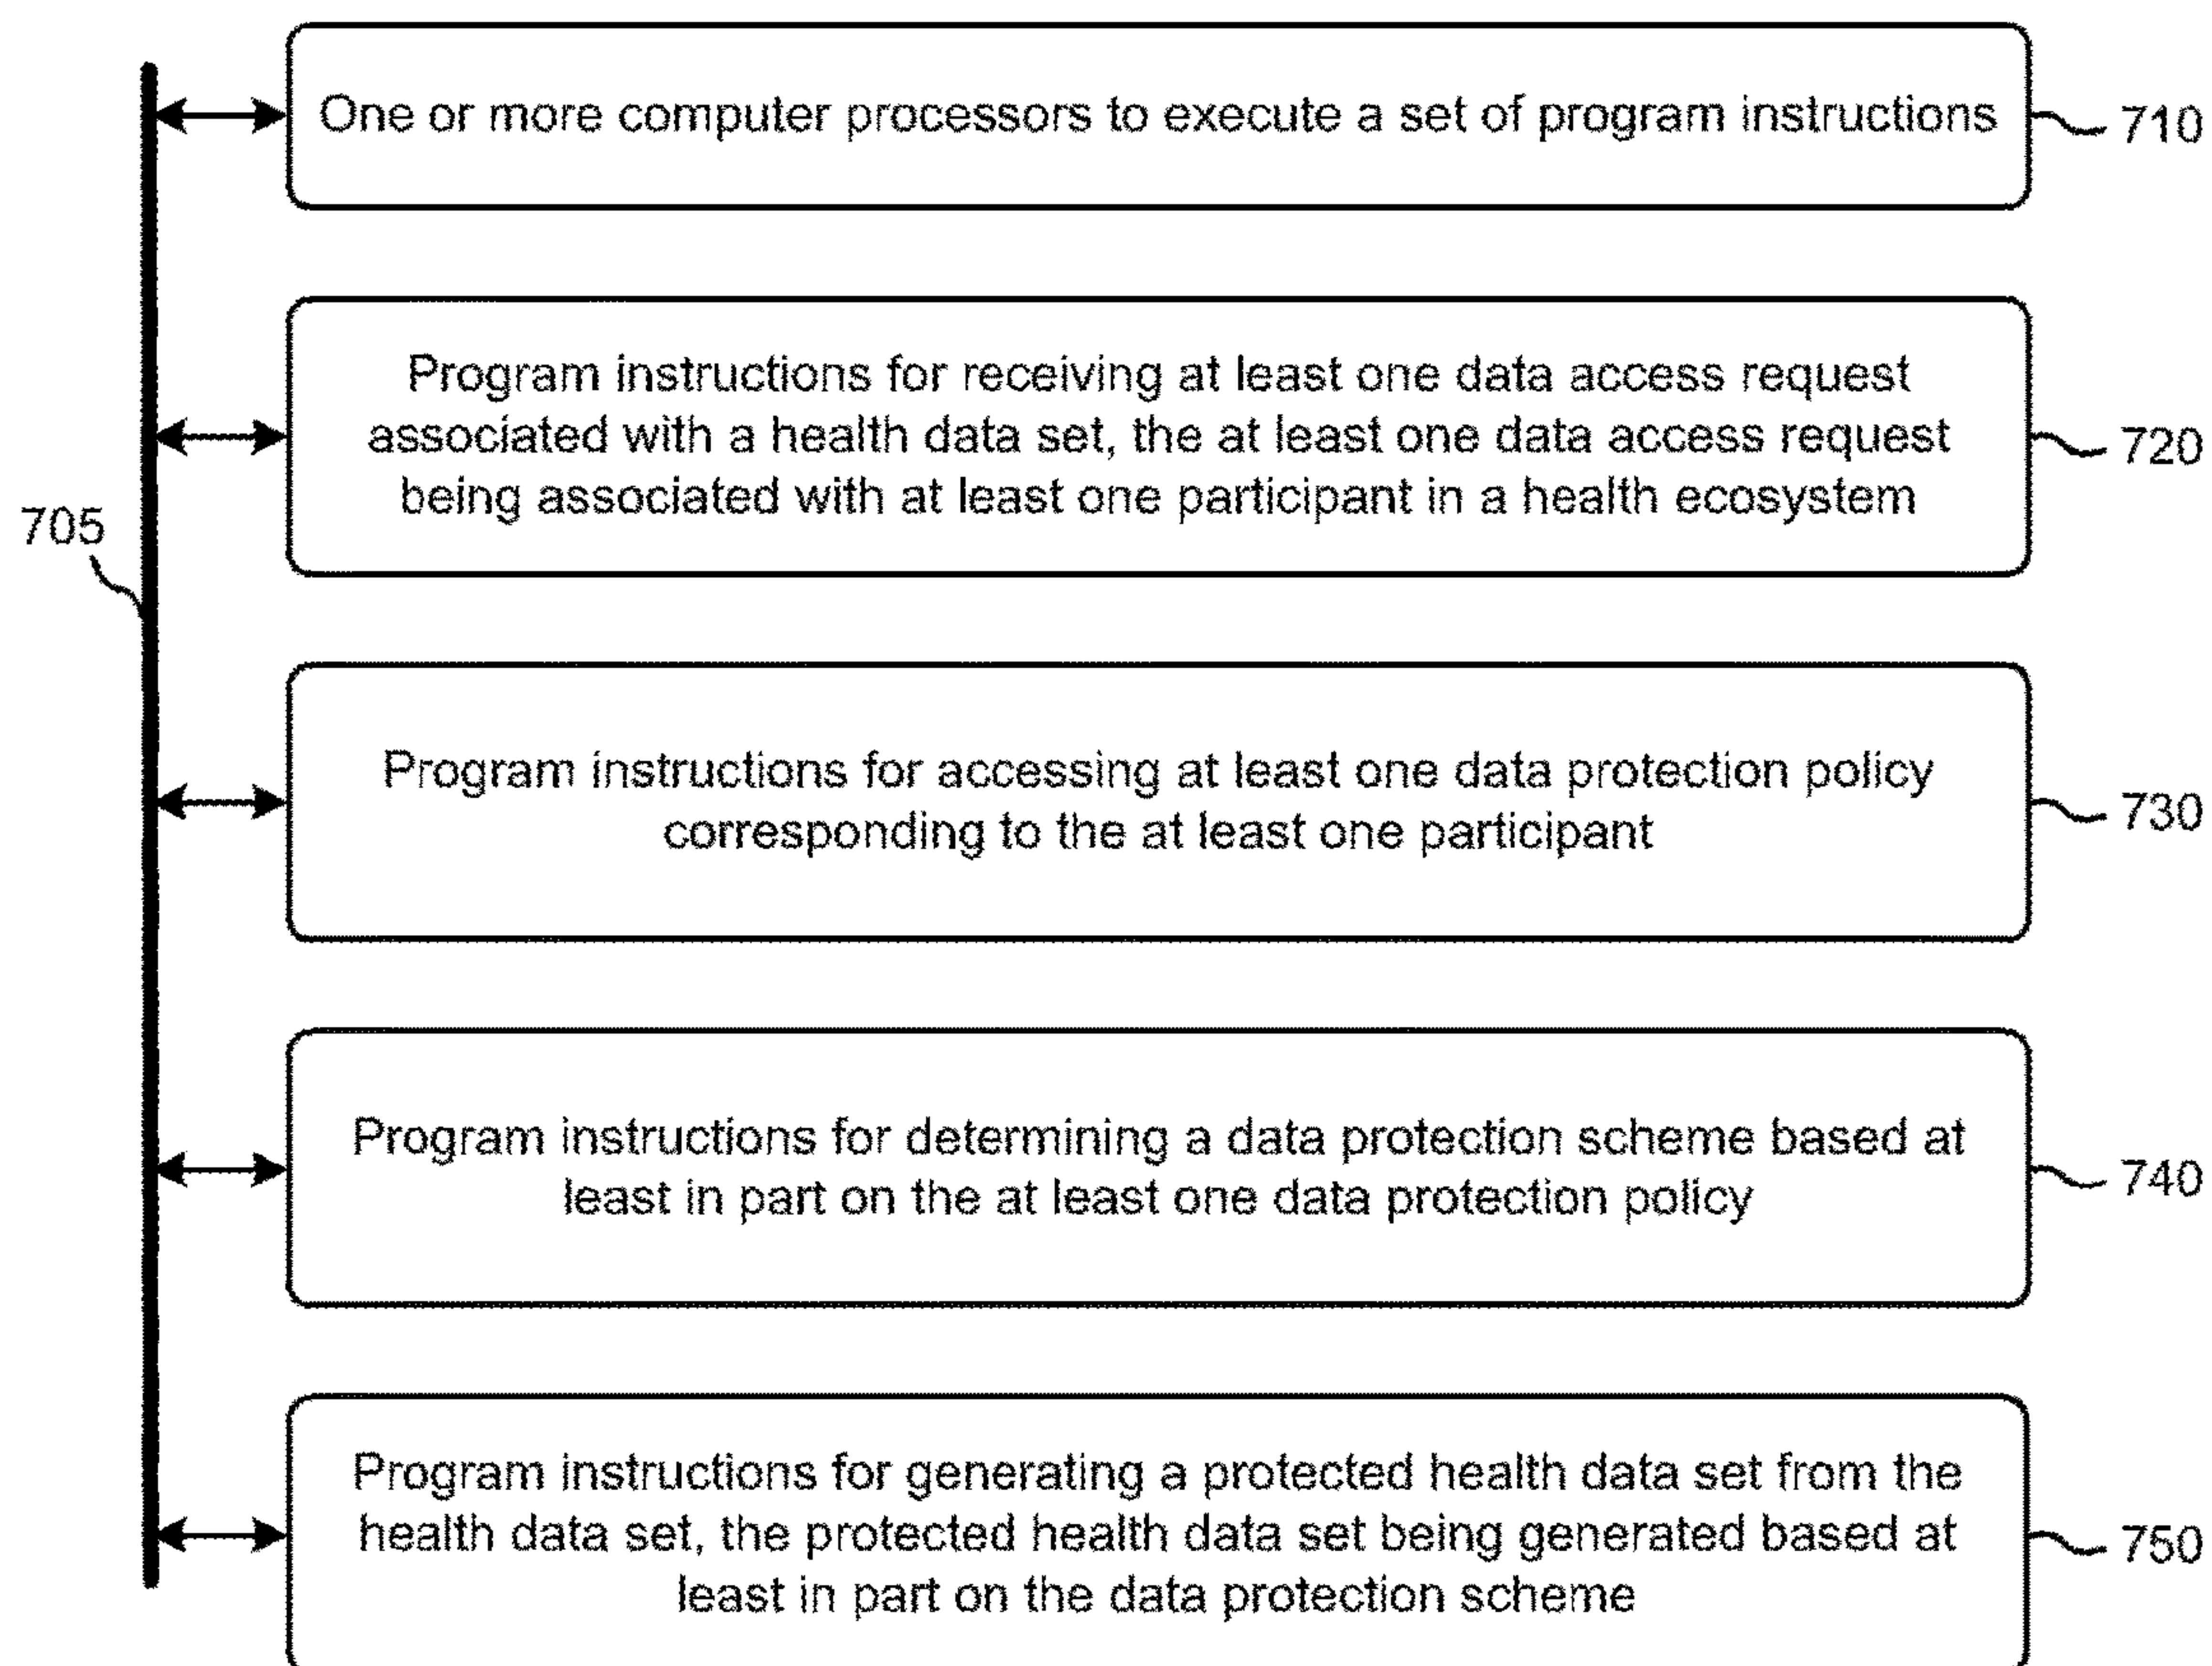 One or more computer processors to execute a set of program instructions
710
Program instructions for receiving at least one data access request
associated with a health data set, the at least one data access request
being associated with at least one participant in a health ecosystem
720
705
Program instructions for accessing at least one data protection policy
corresponding to the at least one participant
730
Program instructions for determining a data protection scheme based at
least in part on the at least one data protection policy
740
Program instructions for generating a protected health data set from the
health data set, the protected health data set being generated based at
least in part on the data protection scheme
750